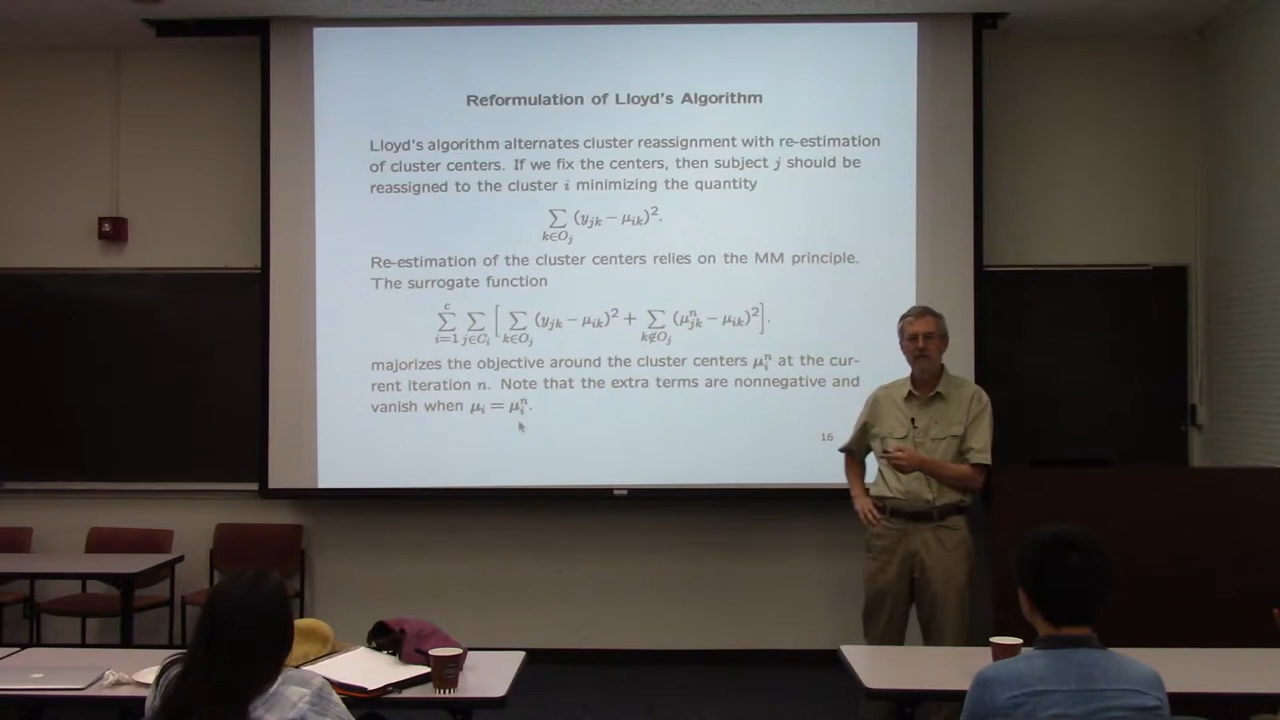 Reformulation of Lloyd's Algorithm
Lloyd's algorithm alternates cluster reassignment with re-estimation
of cluster centers. If we fix the centers, then subject j should be
reassigned to the cluster i minimizing the quantity
∑_{k∈O_j} (y_{jk} − μ_{ik})².
Re-estimation of the cluster centers relies on the MM principle.
The surrogate function
∑_{i=1}^{c} ∑_{j∈C_i} [ ∑_{k∈O_j} (y_{jk} − μ_{ik})² + ∑_{k∉O_j} (μ^n_{jk} − μ_{ik})² ].
majorizes the objective around the cluster centers μ^n_i at the cur-
rent iteration n. Note that the extra terms are nonnegative and
vanish when μ_i = μ^n_i.
16